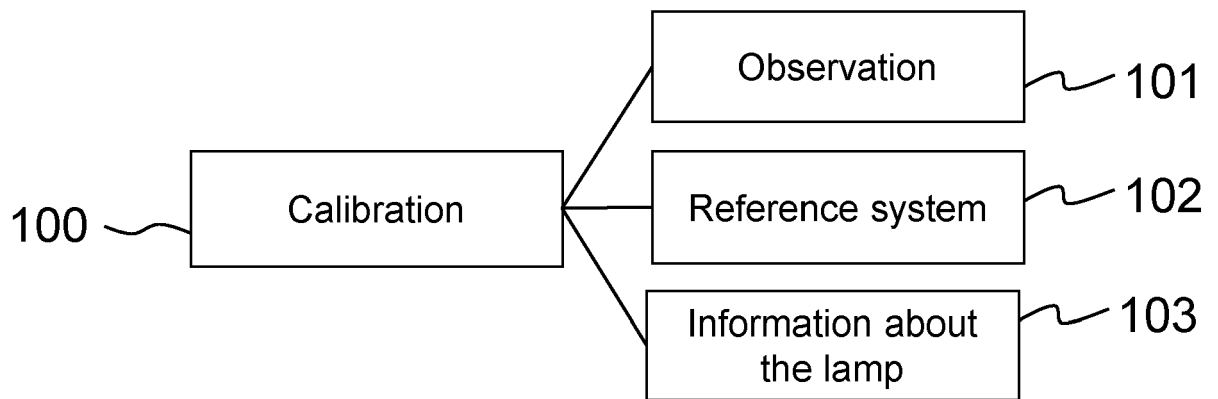 Observation
101
Calibration
100
Reference system
102
Information about
the lamp
103